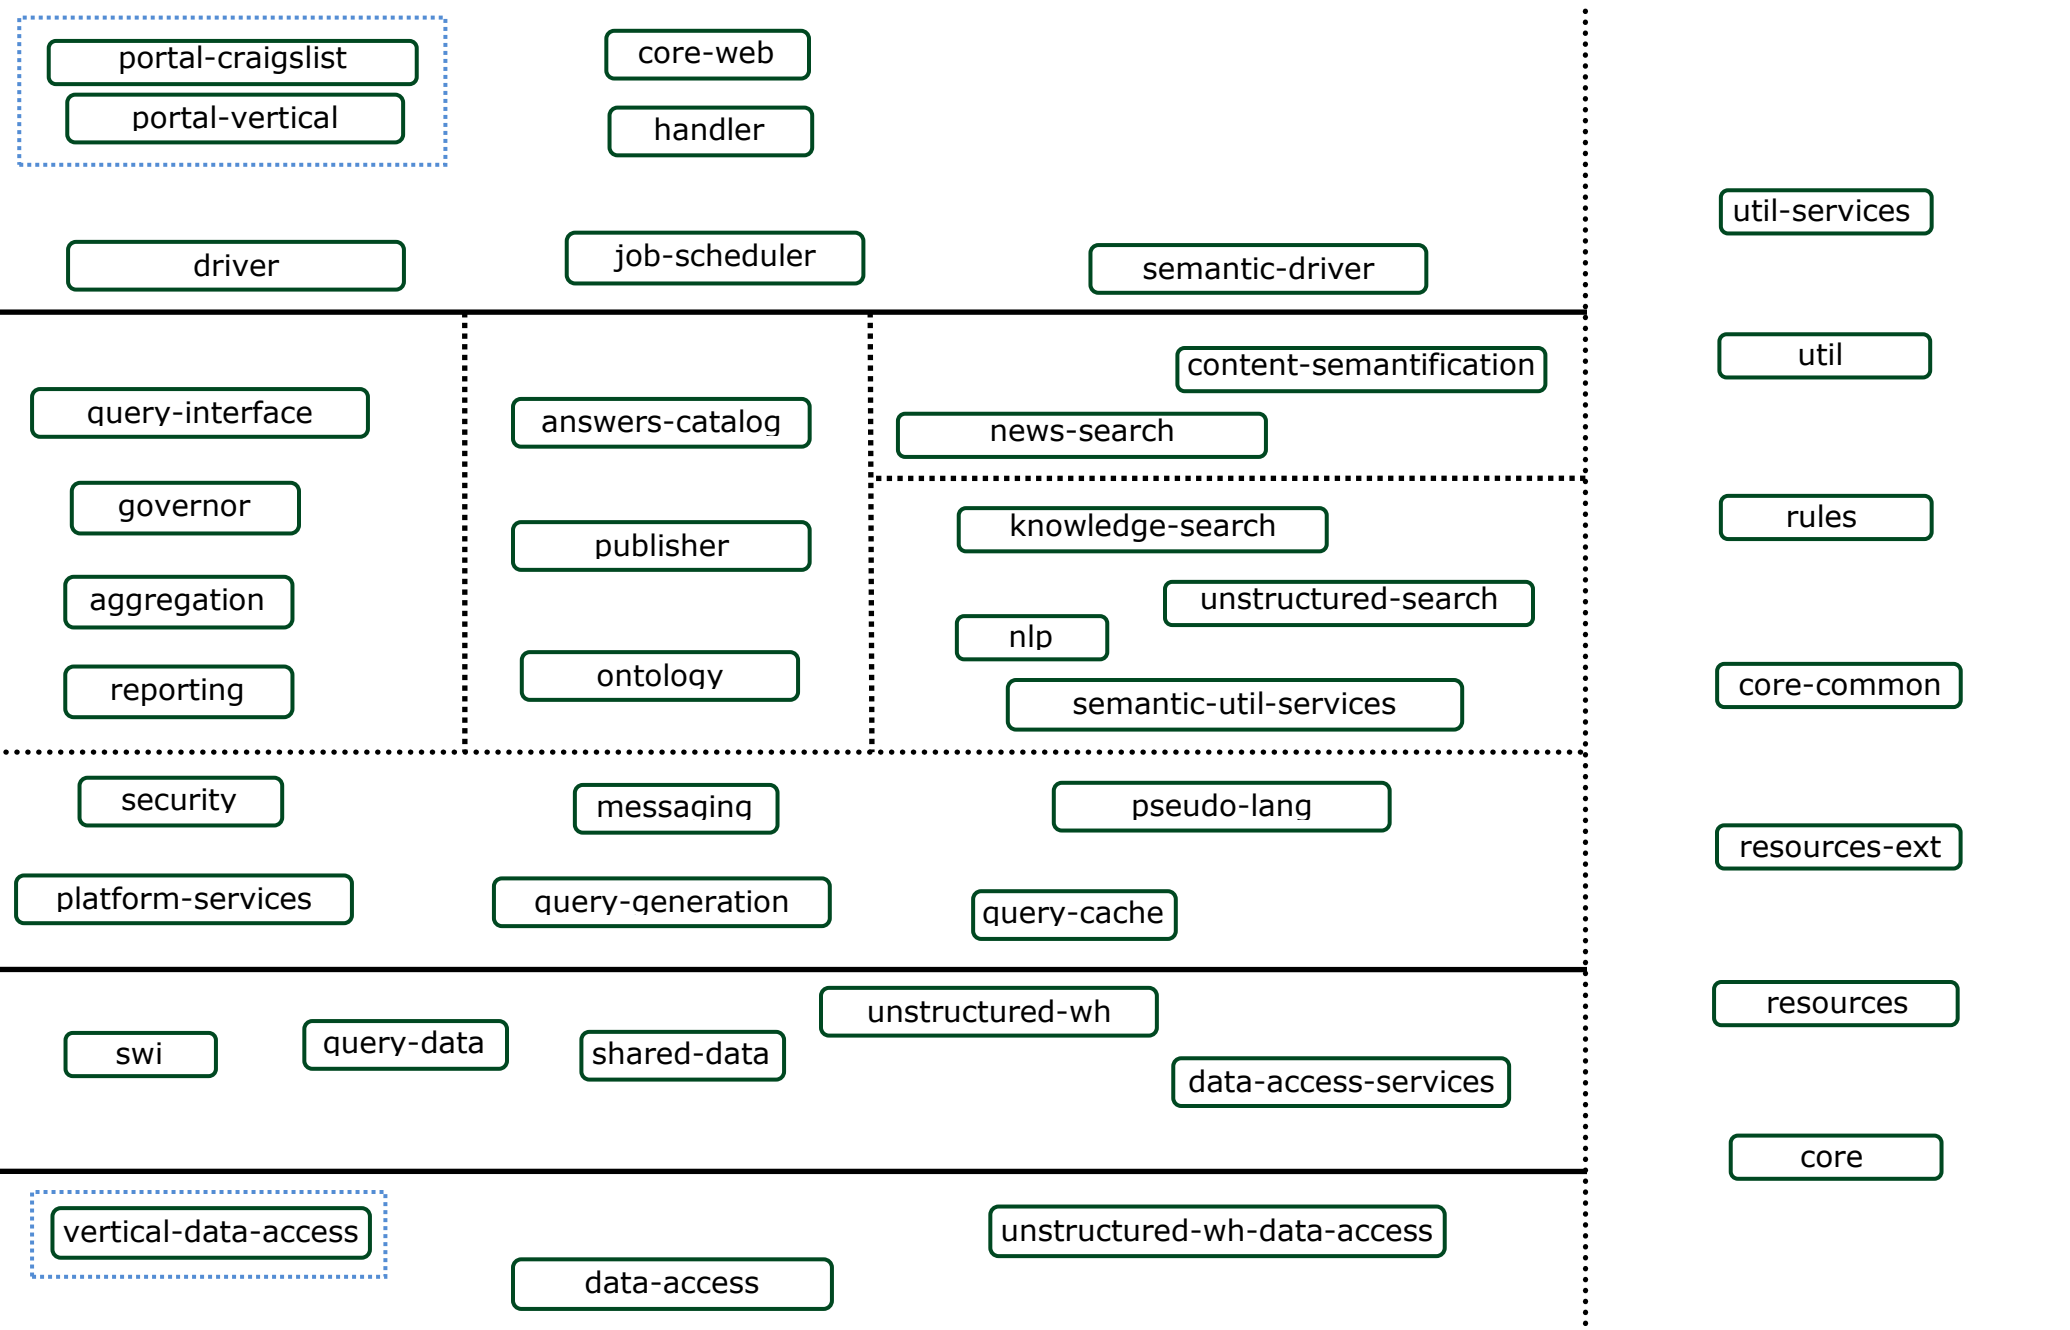 portal-craigslist
portal-vertical
core-web
handler
driver
job-scheduler
semantic-driver
query-interface
governor
aggregation
reporting
answers-catalog
publisher
ontology
content-semantification
news-search
knowledge-search
unstructured-search
nlp
semantic-util-services
security
messaging
pseudo-lang
platform-services
query-generation
query-cache
swi
query-data
shared-data
unstructured-wh
data-access-services
vertical-data-access
data-access
unstructured-wh-data-access
util-services
util
rules
core-common
resources-ext
resources
core